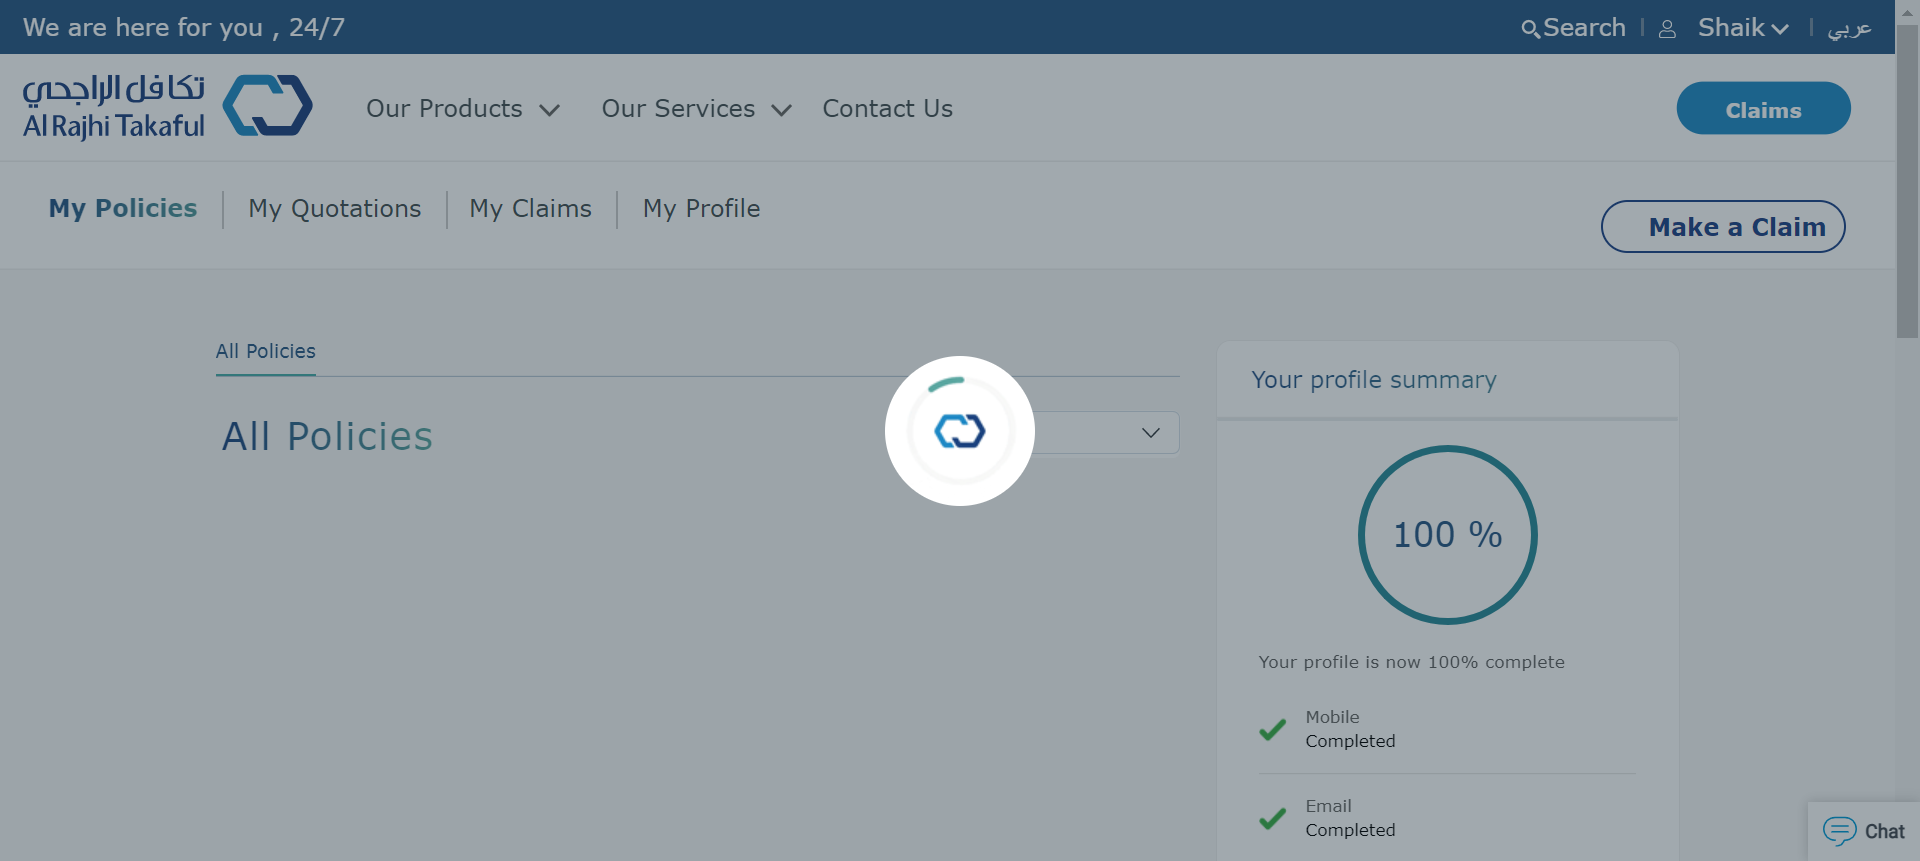 We are here for you , 24/7
Search
Shaik
عربي
تكافل الراجحي
Al Rajhi Takaful
Our Products
Our Services
Contact Us
Claims
My Policies
My Quotations
My Claims
My Profile
Make a Claim
All Policies
All Policies
Your profile summary
100 %
Your profile is now 100% complete
Mobile
Completed
Email
Completed
Chat